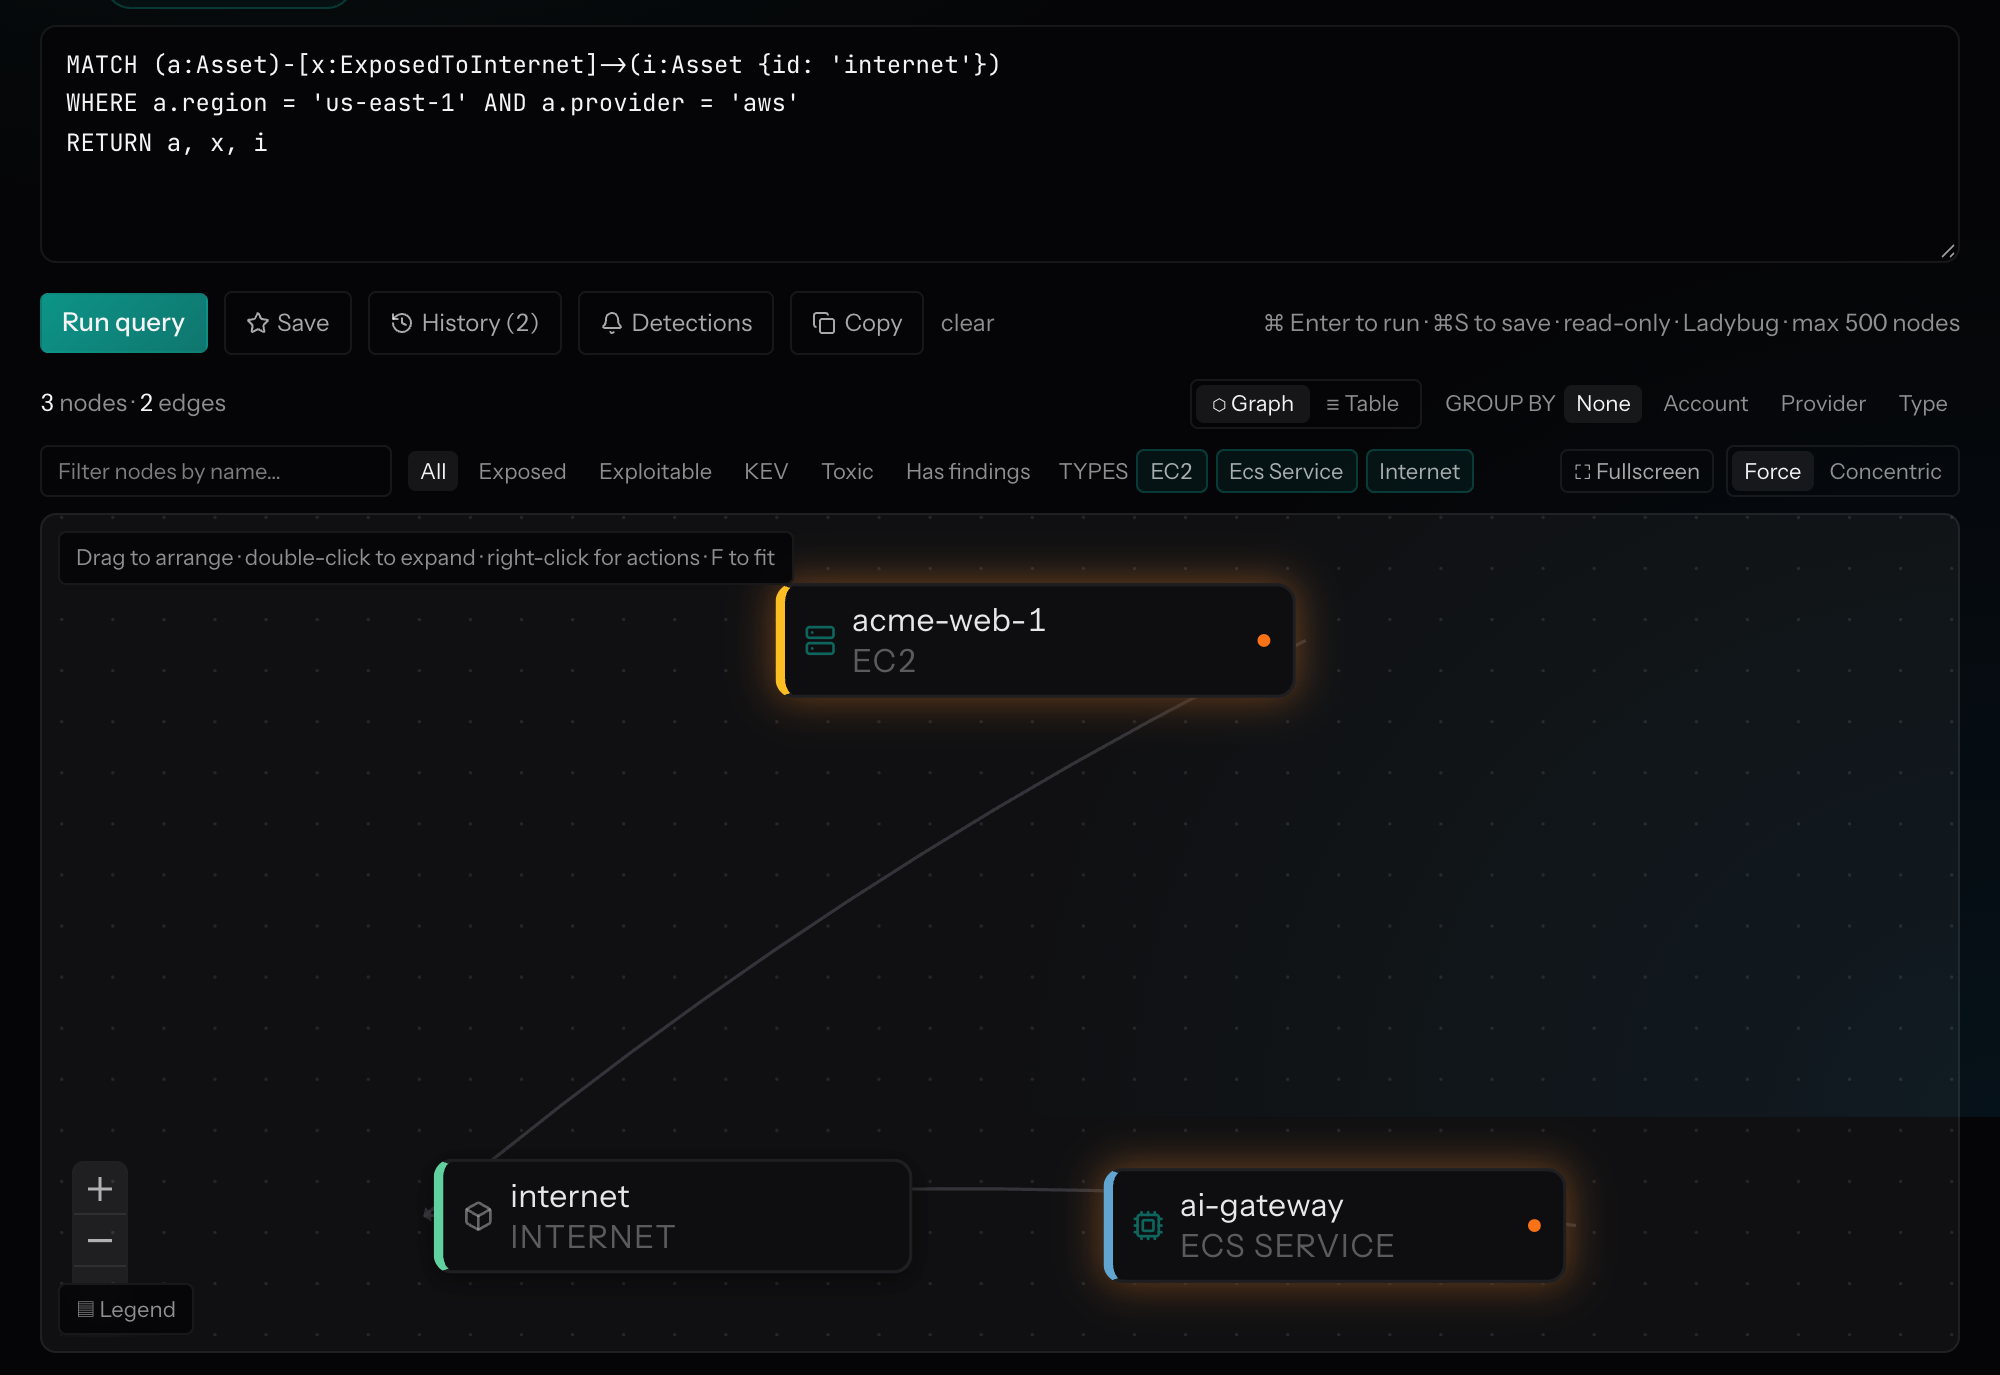 MATCH (a:Asset)-[x:ExposedToInternet]->(i:Asset {id: 'internet'})
WHERE a.region = 'us-east-1' AND a.provider = 'aws'
RETURN a, x, i
Run query Save History (2) Detections Copy clear ⌘ Enter to run · ⌘S to save · read-only · Ladybug · max 500 nodes
3 nodes · 2 edges Graph Table GROUP BY None Account Provider Type
Filter nodes by name... All Exposed Exploitable KEV Toxic Has findings TYPES EC2 Ecs Service Internet Fullscreen Force Concentric
Drag to arrange · double-click to expand · right-click for actions · F to fit
acme-web-1
EC2
internet
INTERNET
ai-gateway
ECS SERVICE
Legend